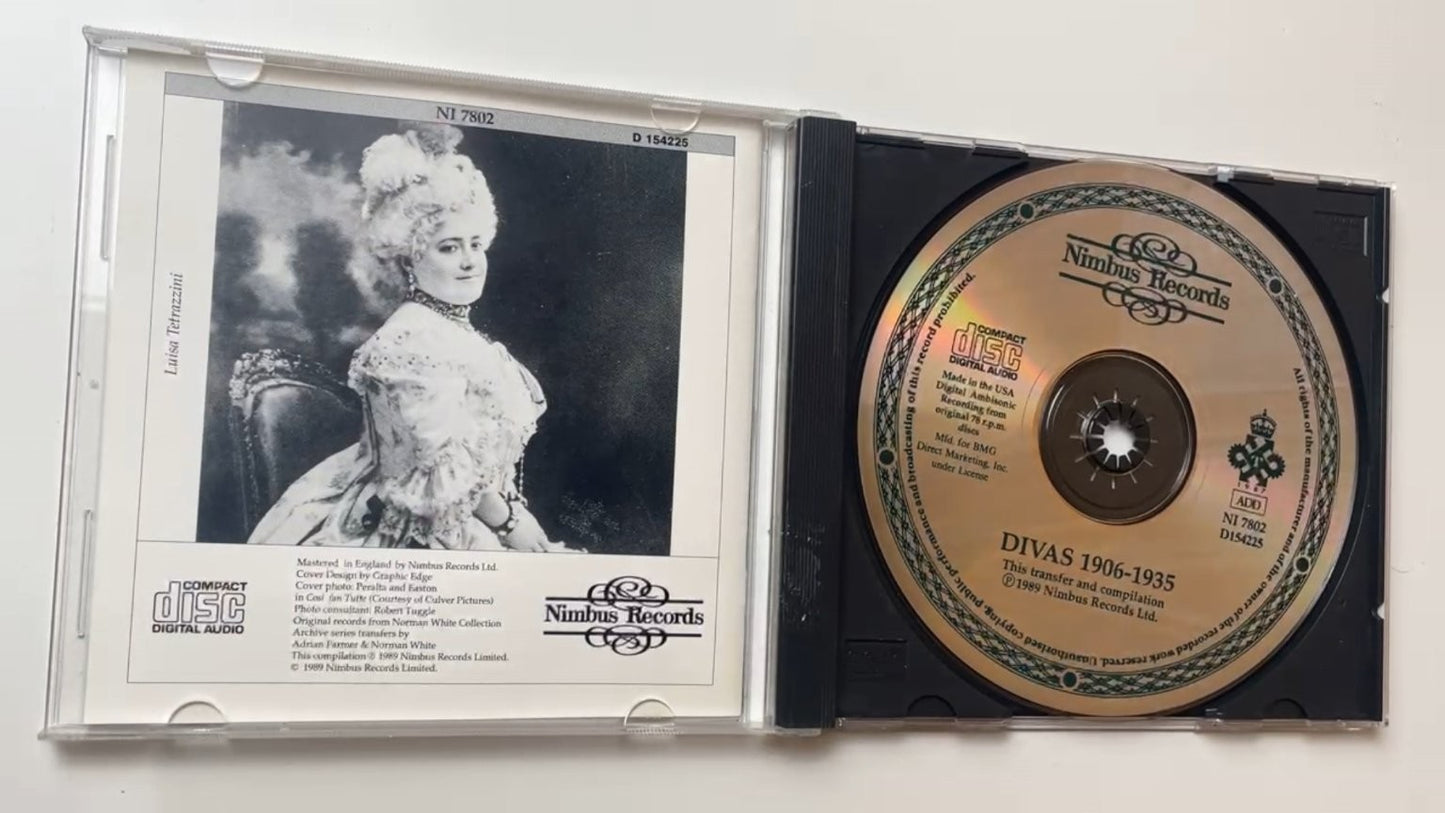 NI 7802
D 154225
Luisa Tetrazzini
COMPACT
disc
DIGITAL AUDIO
Mastered in England by Nimbus Records Ltd.
Cover Design by Graphic Edge
Cover photo: Peralta and Easton
in Cosi fan Tutte (Courtesy of Culver Pictures)
Photo consultant: Robert Tuggle
Original records from Norman White Collection
Archive series transfers by
Adrian Farmer & Norman White
This compilation ℗ 1989 Nimbus Records Limited.
© 1989 Nimbus Records Limited.
Nimbus Records
Nimbus Records
COMPACT
disc
DIGITAL AUDIO
Made in the USA
Digital Ambisonic
Recording from
original 78 r.p.m.
discs
Mfd. for BMG
Direct Marketing, Inc.
under License
1987
ADD
NI 7802
D154225
DIVAS 1906-1935
This transfer and compilation
℗1989 Nimbus Records Ltd.
All rights of the manufacturer and of the owner of the recorded work reserved. Unauthorised copying, public performance and broadcasting of this record prohibited.